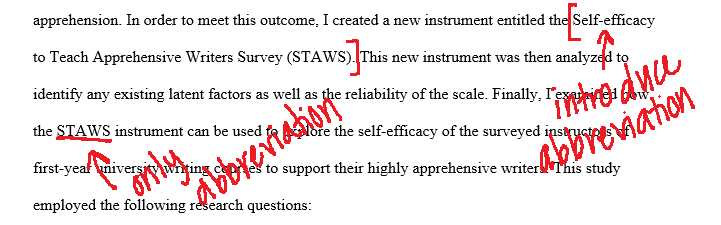 apprehension. In order to meet this outcome, I created a new instrument entitled the Self-efficacy
to Teach Apprehensive Writers Survey (STAWS). This new instrument was then analyzed to
identify any existing latent factors as well as the reliability of the scale. Finally, I examined how
the STAWS instrument can be used to explore the self-efficacy of the surveyed instructors of
first-year university writing courses to support their highly apprehensive writers. This study
employed the following research questions:
introduce
abbreviation
only
abbreviation